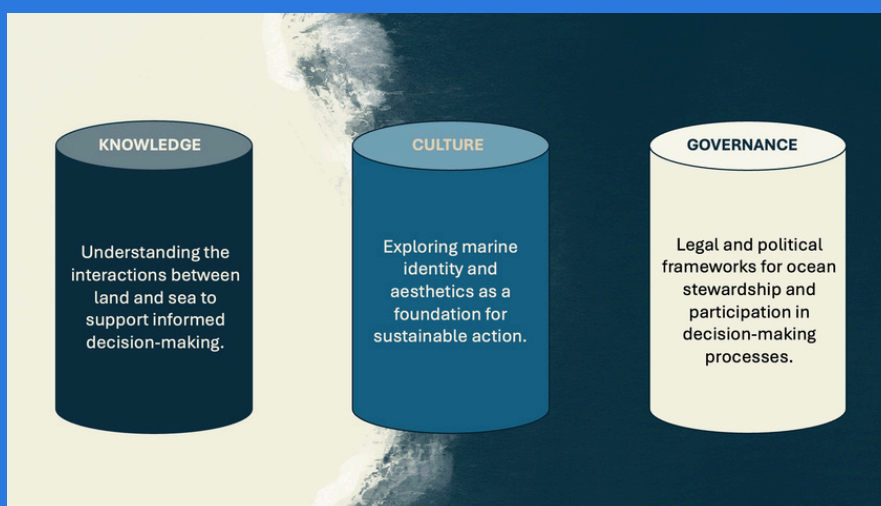 KNOWLEDGE
Understanding the
interactions between
land and sea to
support informed
decision-making.
CULTURE
Exploring marine
identity and
aesthetics as a
foundation for
sustainable action.
GOVERNANCE
Legal and political
frameworks for ocean
stewardship and
participation in
decision-making
processes.